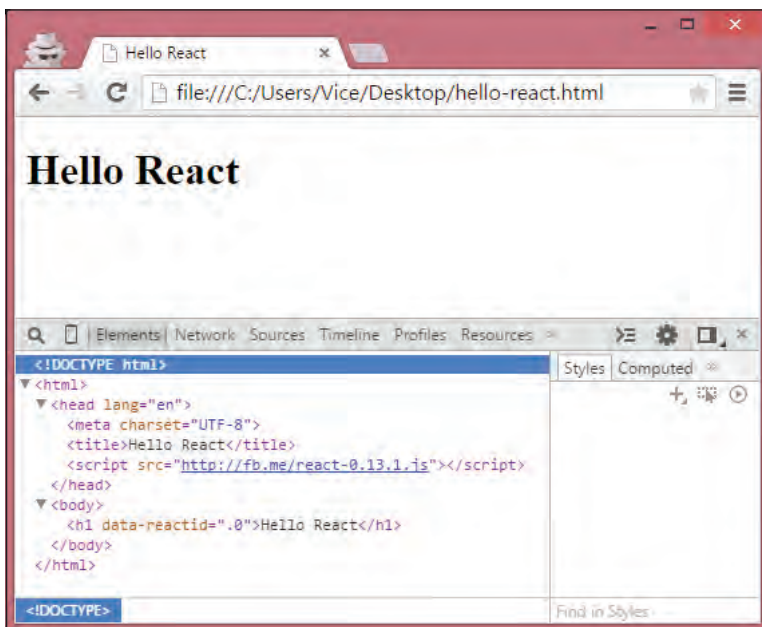 Hello React
file:///C:/Users/Vice/Desktop/hello-react.html
Hello React
Elements Network Sources Timeline Profiles Resources »
<!DOCTYPE html>
▼<html>
▼<head lang="en">
<meta charset="UTF-8">
<title>Hello React</title>
<script src="http://fb.me/react-0.13.1.js"></script>
</head>
▼<body>
<h1 data-reactid=".0">Hello React</h1>
</body>
</html>
<!DOCTYPE>
Styles Computed »
Find in Styles